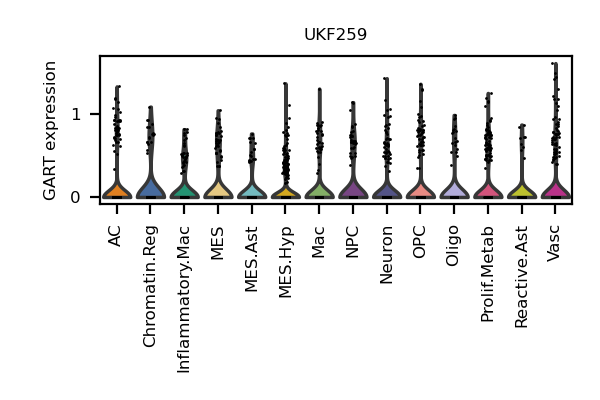 UKF259
GART expression
1
0
AC
Chromatin.Reg
Inflammatory.Mac
MES
MES.Ast
MES.Hyp
Mac
NPC
Neuron
OPC
Oligo
Prolif.Metab
Reactive.Ast
Vasc